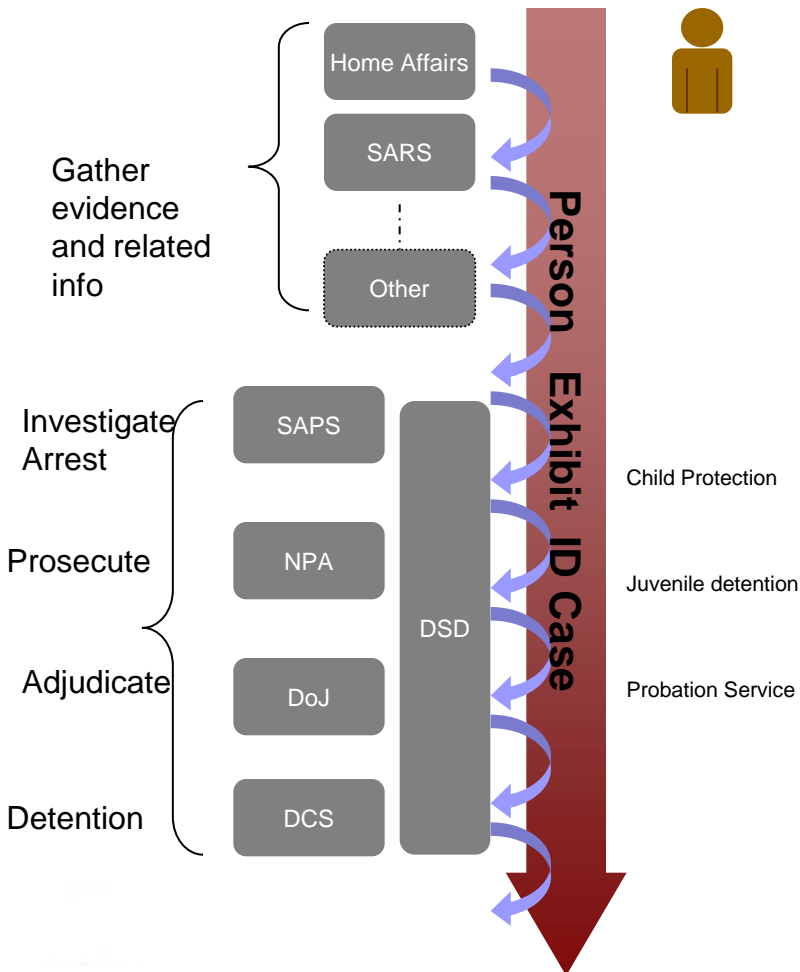 Home Affairs
SARS
Gather
evidence
and related
info
Other
Person Exhibit ID Case
Investigate
Arrest
SAPS
Child Protection
Prosecute
NPA
Juvenile detention
DSD
Adjudicate
DoJ
Probation Service
Detention
DCS